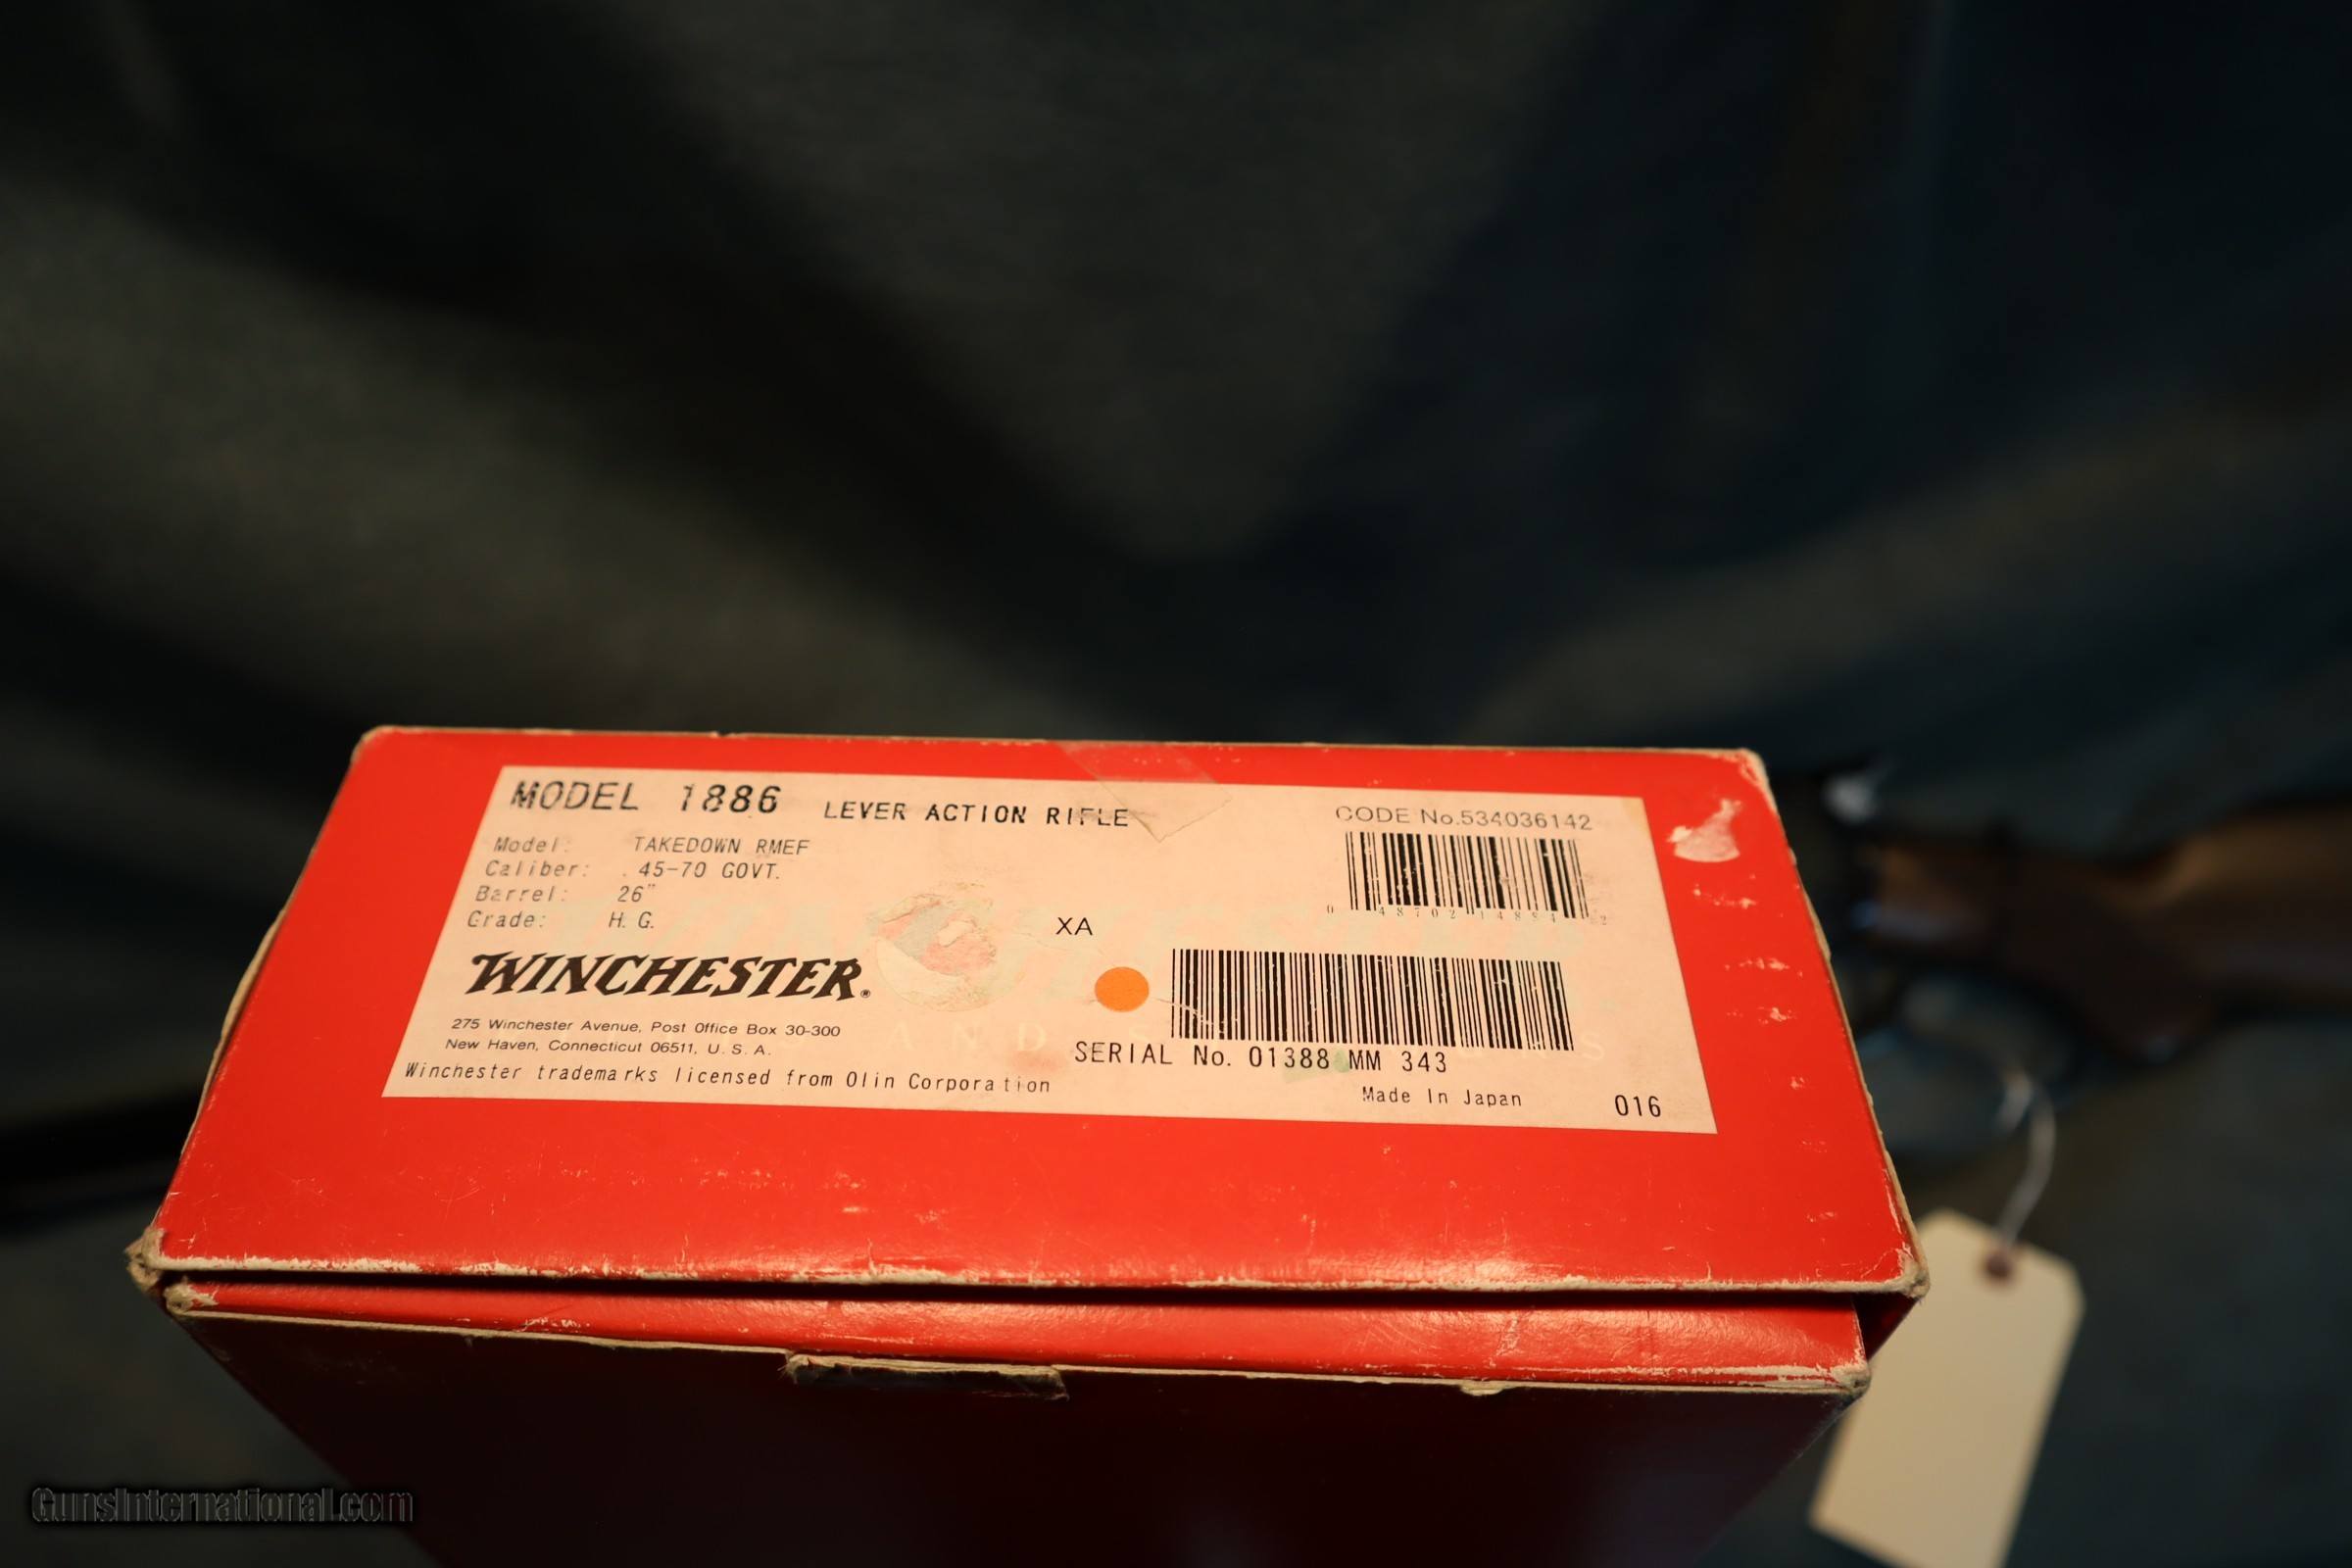 MODEL 1886 LEVER ACTION RIFLE
CODE No.534036142
Model: TAKEDOWN RMEF
Caliber: .45-70 GOVT.
Barrel: 26"
Grade: H. G.
XA
WINCHESTER®
275 Winchester Avenue, Post Office Box 30-300
New Haven, Connecticut 06511, U. S. A.
Winchester trademarks licensed from Olin Corporation
SERIAL No. 01388 MM 343
Made In Japan
016
GunsInternational.com